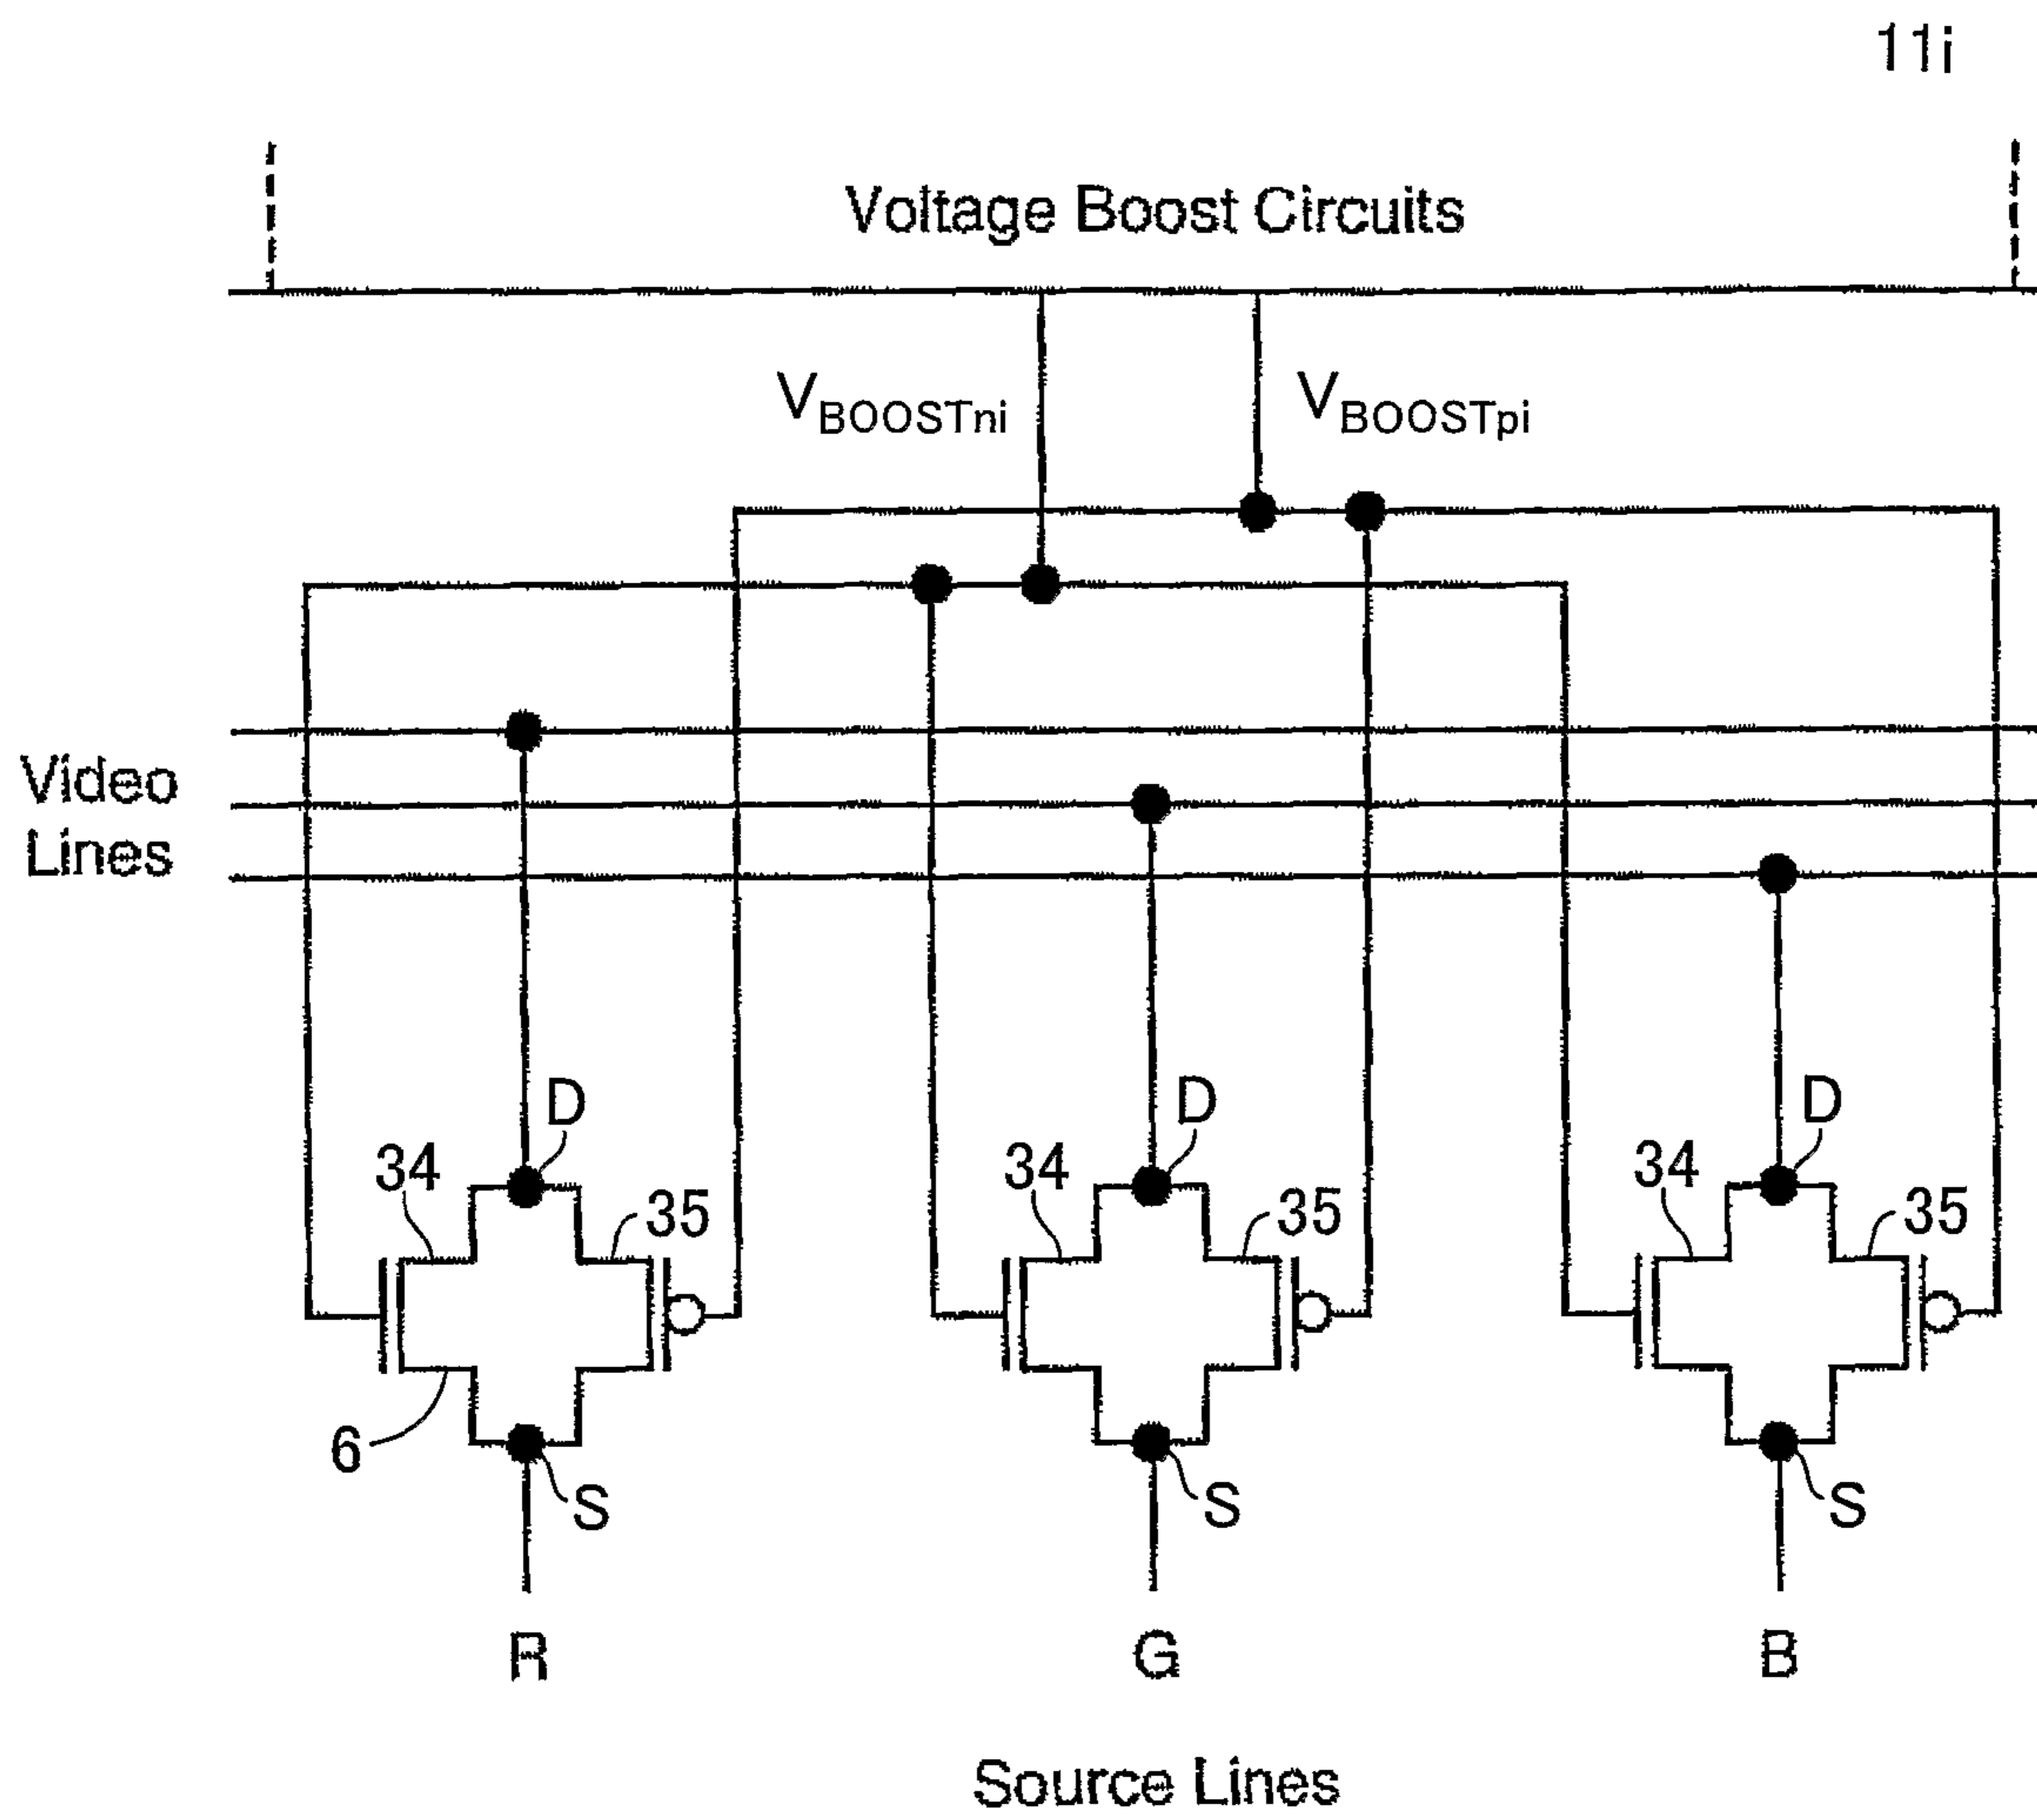 11i
Voltage Boost Circuits
VBOOSTni
VBOOSTpi
Video
Lines
D
D
D
34
34
34
35
35
35
6
S
S
S
R
G
B
Source Lines